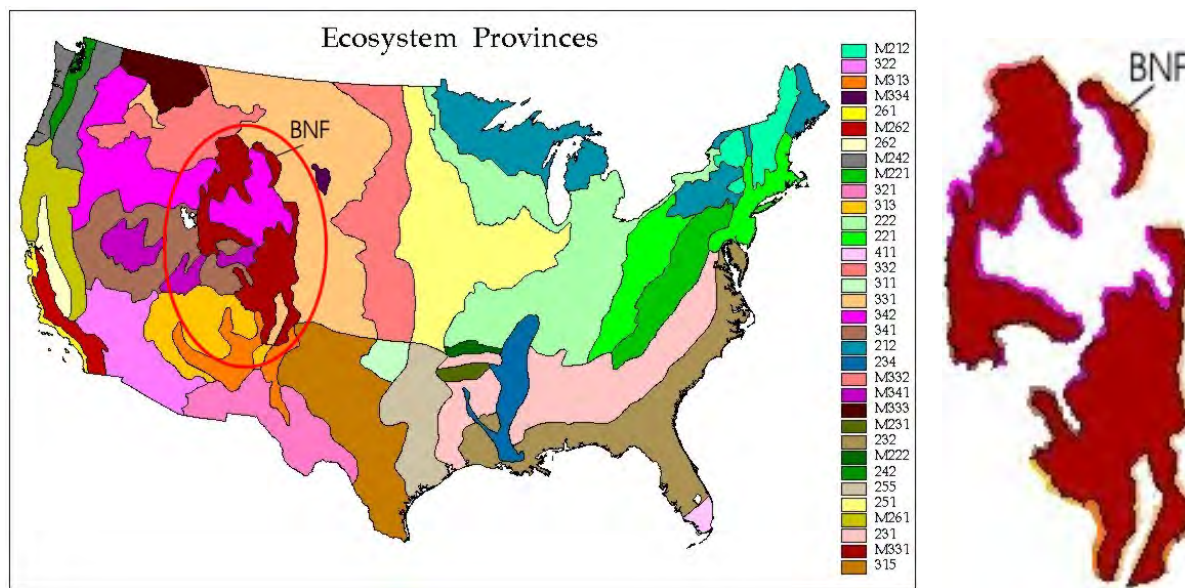 Ecosystem Provinces
BNF
M212
322
M313
M334
261
M262
262
M242
321
M221
313
222
221
411
332
311
331
342
341
212
234
M332
M341
M333
M231
232
M222
242
255
251
M261
231
M331
315
BNF